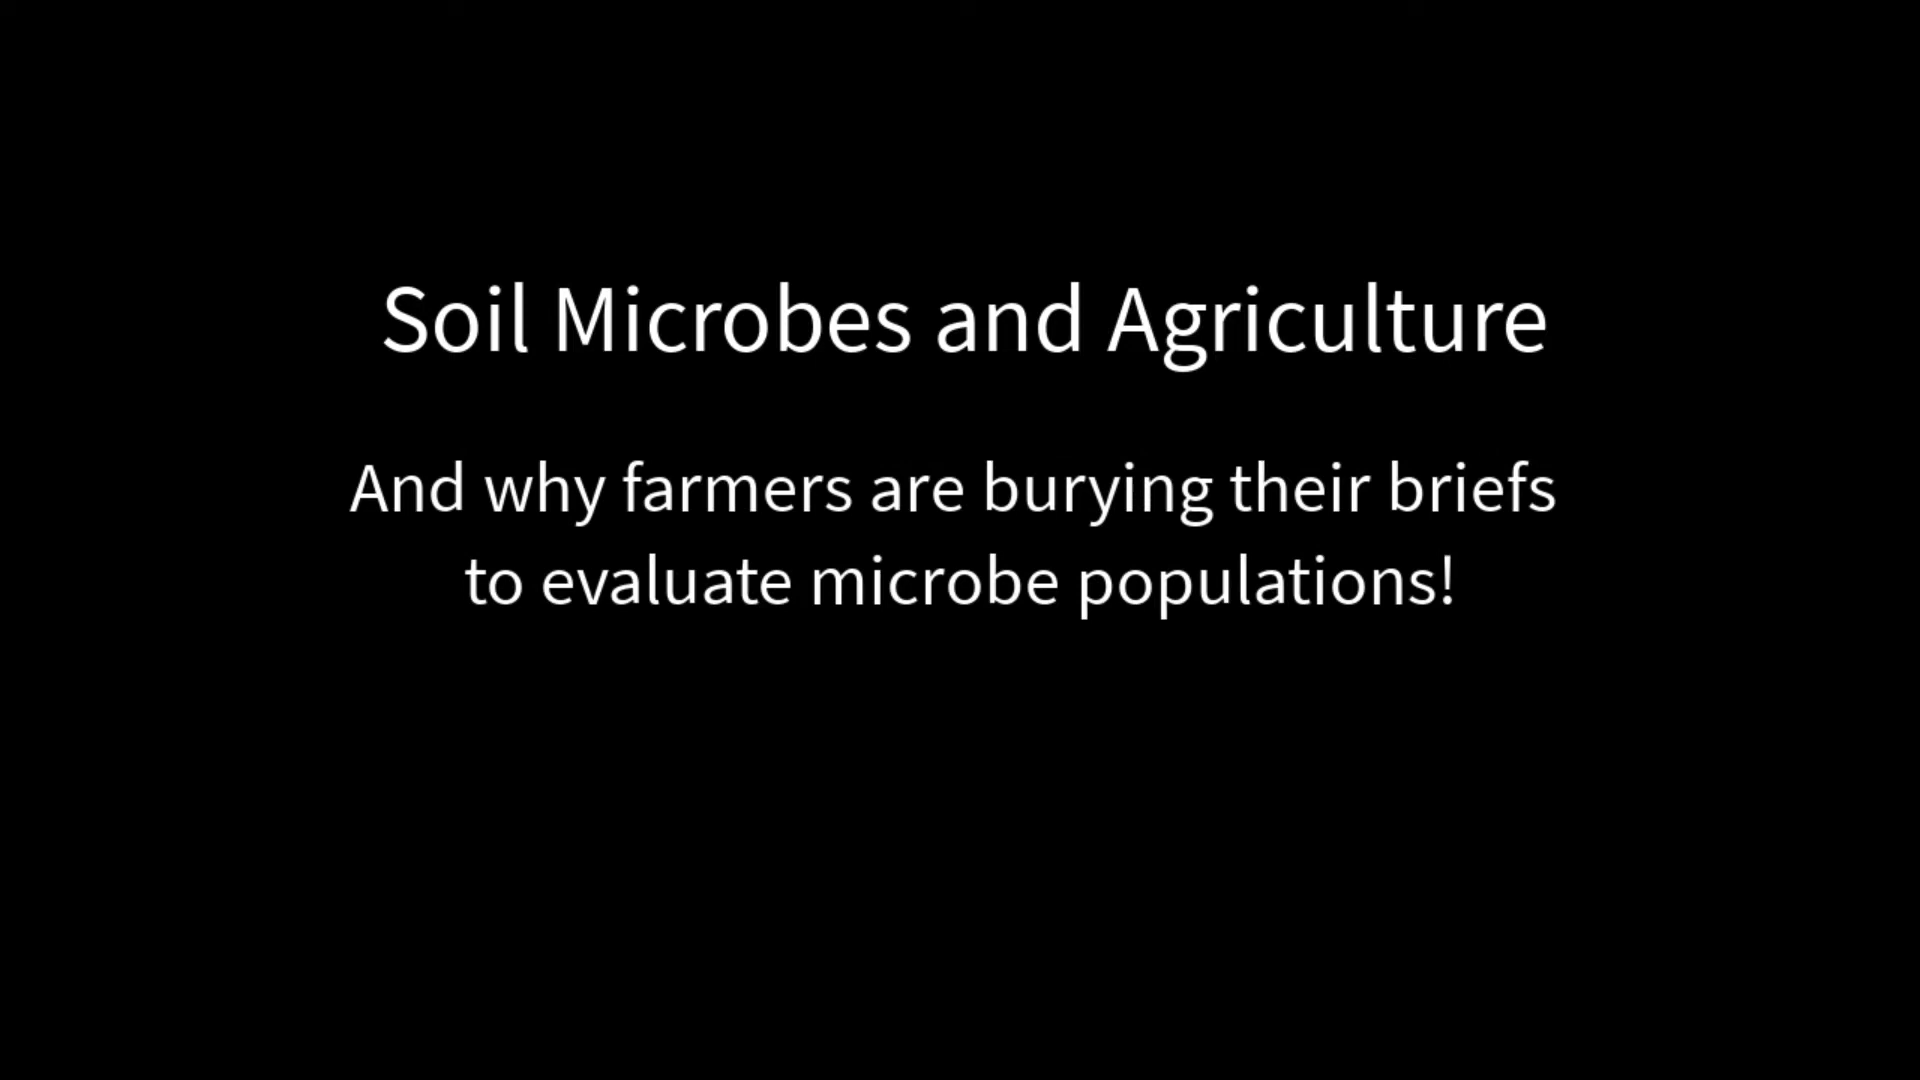 Soil Microbes and Agriculture
And why farmers are burying their briefs
to evaluate microbe populations!